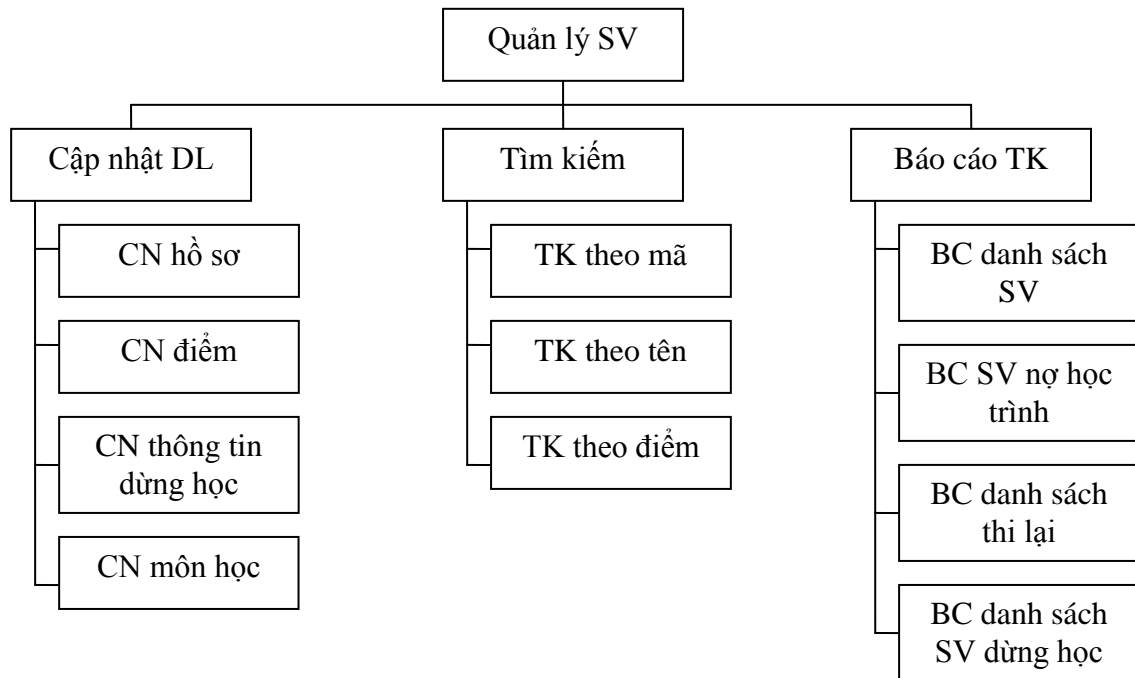 Quản lý SV
Cập nhật DL
Tìm kiếm
Báo cáo TK
CN hồ sơ
CN điểm
CN thông tin
dừng học
CN môn học
TK theo mã
TK theo tên
TK theo điểm
BC danh sách
SV
BC SV nợ học
trình
BC danh sách
thi lại
BC danh sách
SV dừng học